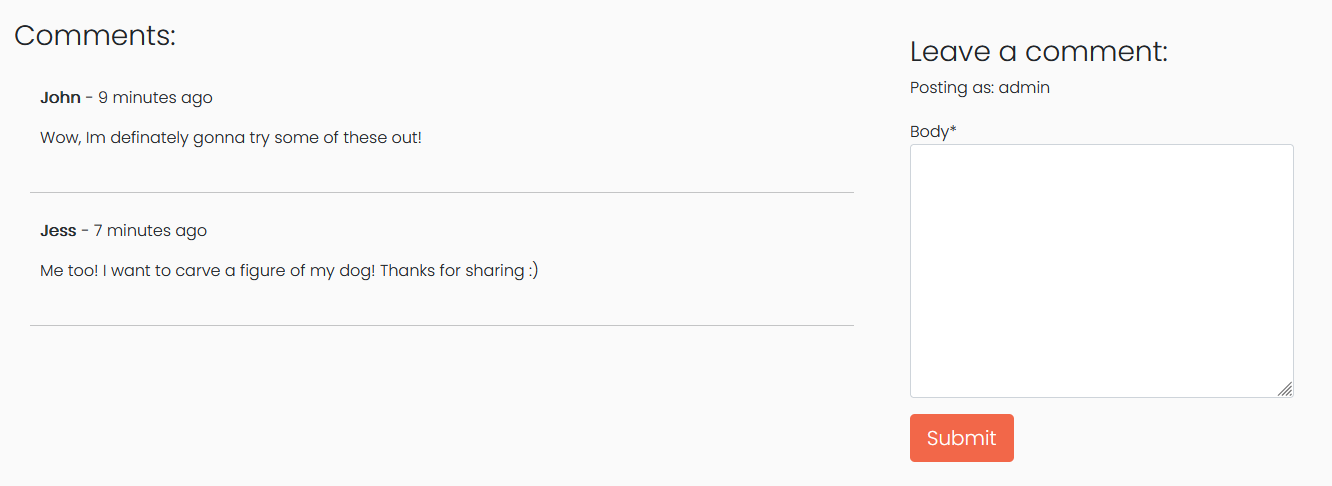 Comments:
John - 9 minutes ago
Wow, Im definately gonna try some of these out!
Jess - 7 minutes ago
Me too! I want to carve a figure of my dog! Thanks for sharing :)
Leave a comment:
Posting as: admin
Body*
Submit